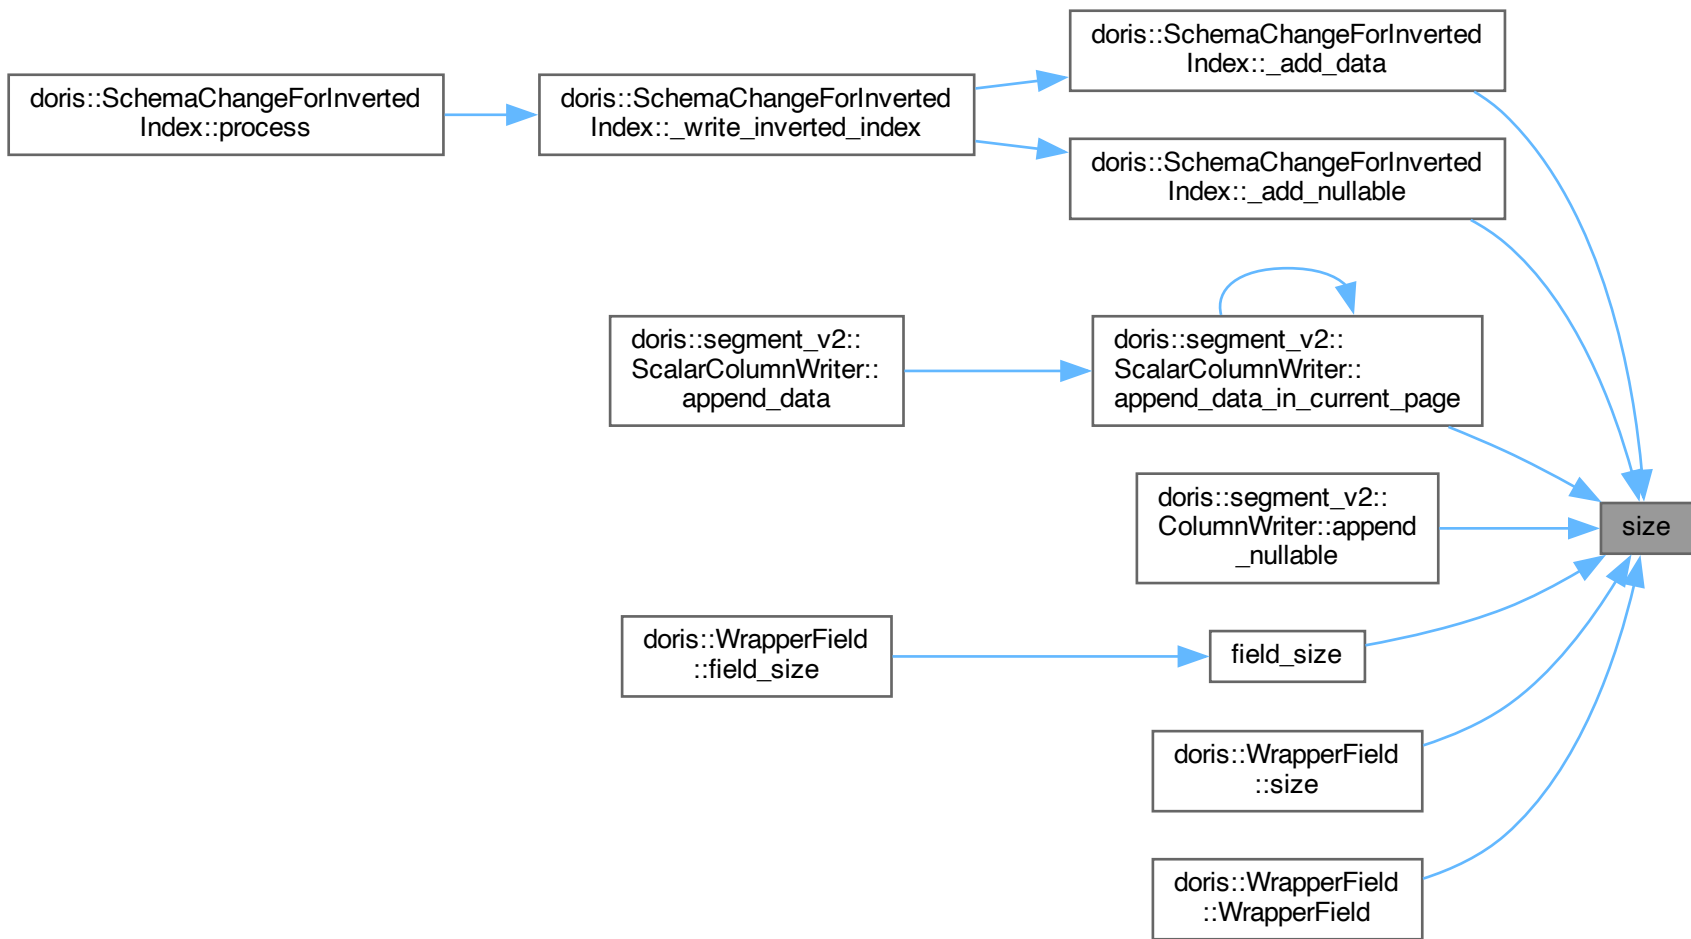 doris::SchemaChangeForInverted
Index::process
doris::SchemaChangeForInverted
Index::_write_inverted_index
doris::SchemaChangeForInverted
Index::_add_data
doris::SchemaChangeForInverted
Index::_add_nullable
doris::segment_v2::
ScalarColumnWriter::
append_data
doris::segment_v2::
ScalarColumnWriter::
append_data_in_current_page
doris::segment_v2::
ColumnWriter::append
_nullable
size
doris::WrapperField
::field_size
field_size
doris::WrapperField
::size
doris::WrapperField
::WrapperField